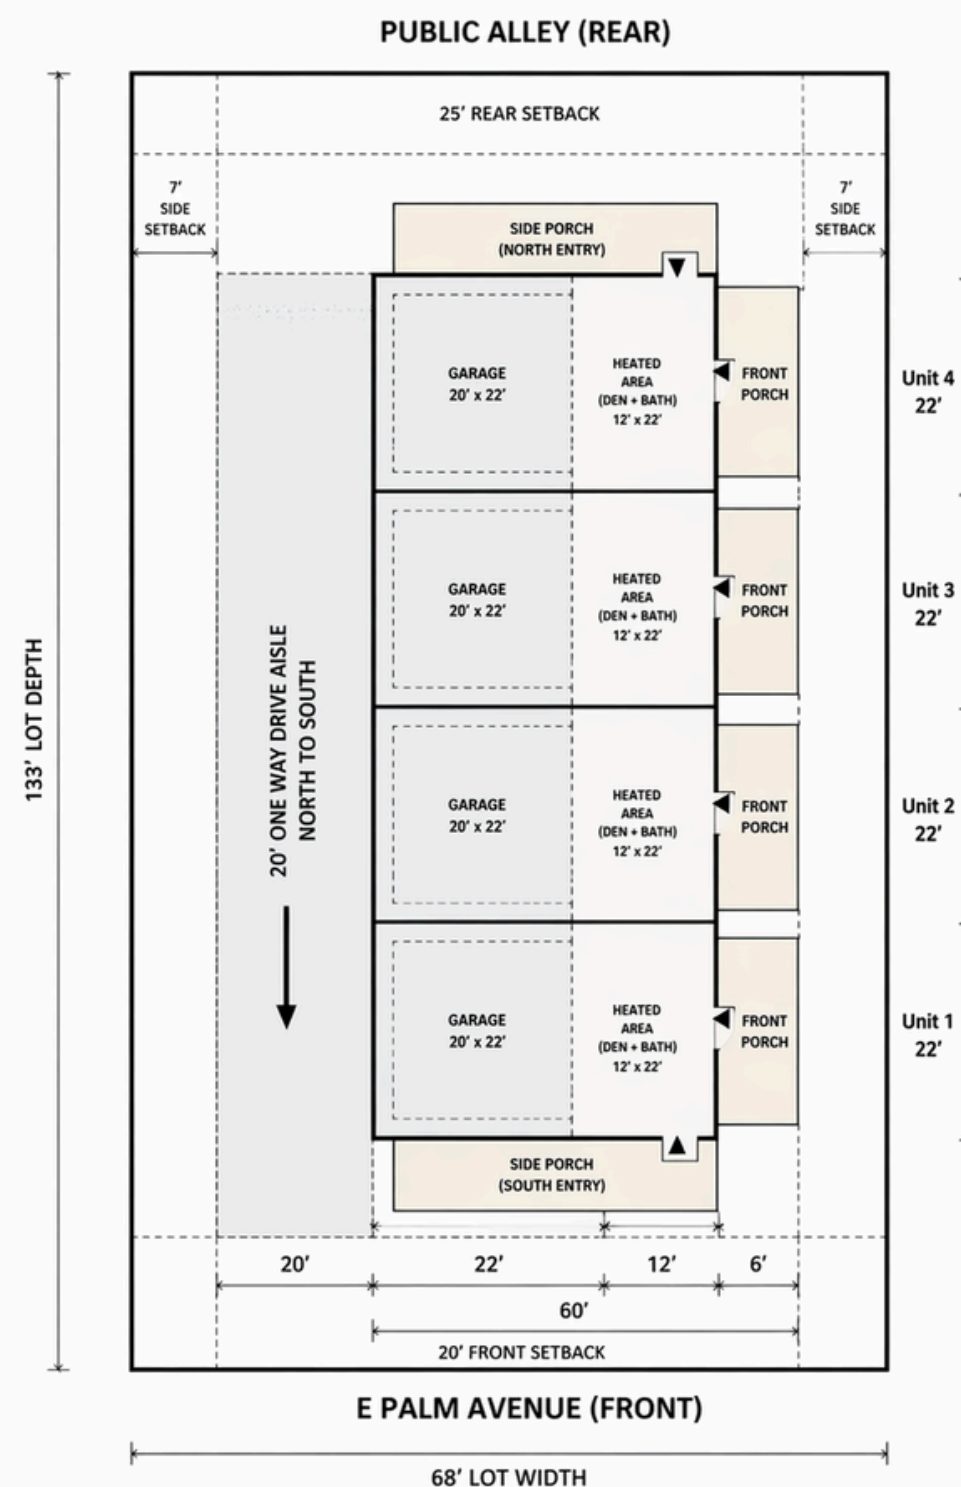 PUBLIC ALLEY (REAR)
25’ REAR SETBACK
7’
SIDE
SETBACK
7’
SIDE
SETBACK
SIDE PORCH
(NORTH ENTRY)
GARAGE
20’ x 22’
HEATED
AREA
(DEN + BATH)
12’ x 22’
FRONT
PORCH
Unit 4
22’
GARAGE
20’ x 22’
HEATED
AREA
(DEN + BATH)
12’ x 22’
FRONT
PORCH
Unit 3
22’
133’ LOT DEPTH
20’ ONE WAY DRIVE AISLE
NORTH TO SOUTH
GARAGE
20’ x 22’
HEATED
AREA
(DEN + BATH)
12’ x 22’
FRONT
PORCH
Unit 2
22’
GARAGE
20’ x 22’
HEATED
AREA
(DEN + BATH)
12’ x 22’
FRONT
PORCH
Unit 1
22’
SIDE PORCH
(SOUTH ENTRY)
20’
22’
12’
6’
60’
20’ FRONT SETBACK
E PALM AVENUE (FRONT)
68’ LOT WIDTH